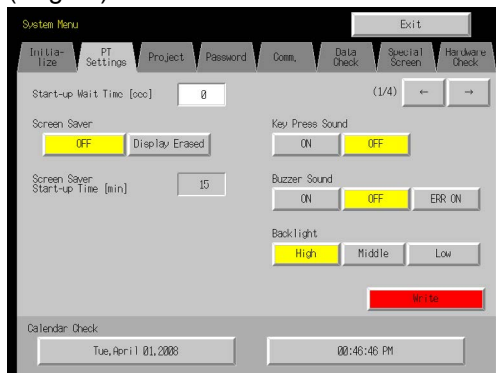 System Menu
Exit
Initia-
lize
PT
Settings
Project
Password
Comm.
Data
Check
Special
Screen
Hardware
Check
Start-up Wait Time [sec]
0
(1/4)
←
→
Screen Saver
OFF
Display Erased
Key Press Sound
ON
OFF
Screen Saver
Start-up Time [min]
15
Buzzer Sound
ON
OFF
ERR ON
Backlight
High
Middle
Low
Write
Calendar Check
Tue,April 01,2008
00:46:46 PM